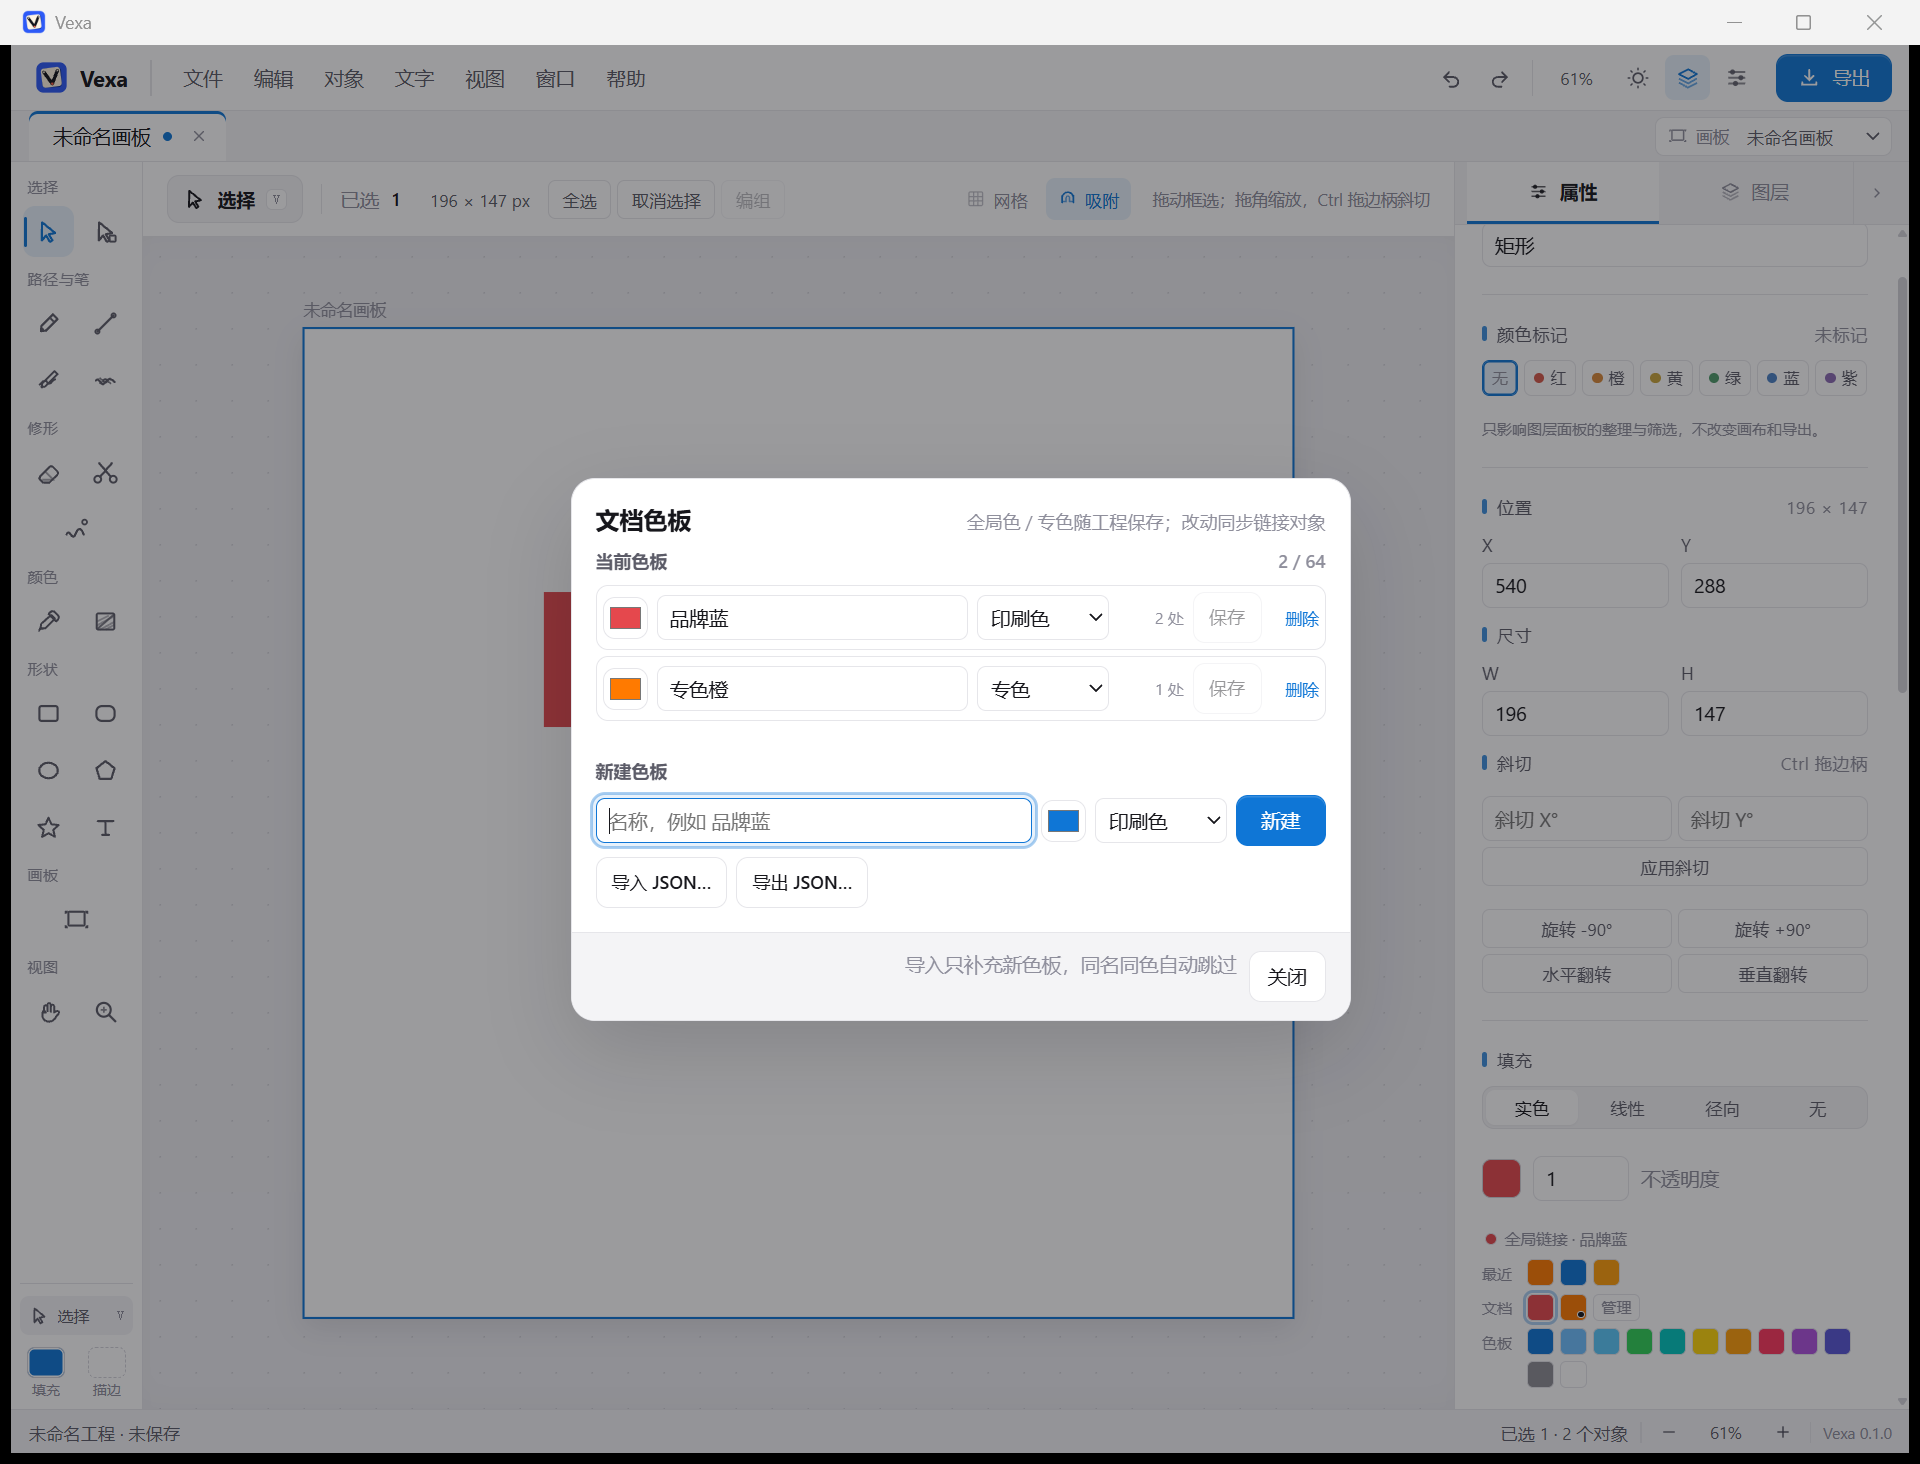 Vexa
Vexa 文件 编辑 对象 文字 视图 窗口 帮助 61% 导出
未命名画板 画板 未命名画板
选择 已选 1 196 × 147 px 全选 取消选择 编组 网格 吸附 拖动框选；拖角缩放，Ctrl 拖边柄斜切
属性 图层
选择
路径与笔
修形
颜色
形状
画板
视图
选择 V
填充 描边
未命名画板
文档色板 全局色 / 专色随工程保存；改动同步链接对象
当前色板 2 / 64
品牌蓝 印刷色 2 处 保存 删除
专色橙 专色 1 处 保存 删除
新建色板
名称，例如 品牌蓝 印刷色 新建
导入 JSON... 导出 JSON...
导入只补充新色板，同名同色自动跳过 关闭
矩形
颜色标记 未标记
无 红 橙 黄 绿 蓝 紫
只影响图层面板的整理与筛选，不改变画布和导出。
位置 196 × 147
X Y
540 288
尺寸
W H
196 147
斜切 Ctrl 拖边柄
斜切 X° 斜切 Y°
应用斜切
旋转 -90° 旋转 +90°
水平翻转 垂直翻转
填充
实色 线性 径向 无
1 不透明度
全局链接 · 品牌蓝
最近
文档 管理
色板
未命名工程 · 未保存 已选 1 · 2 个对象 − 61% + Vexa 0.1.0